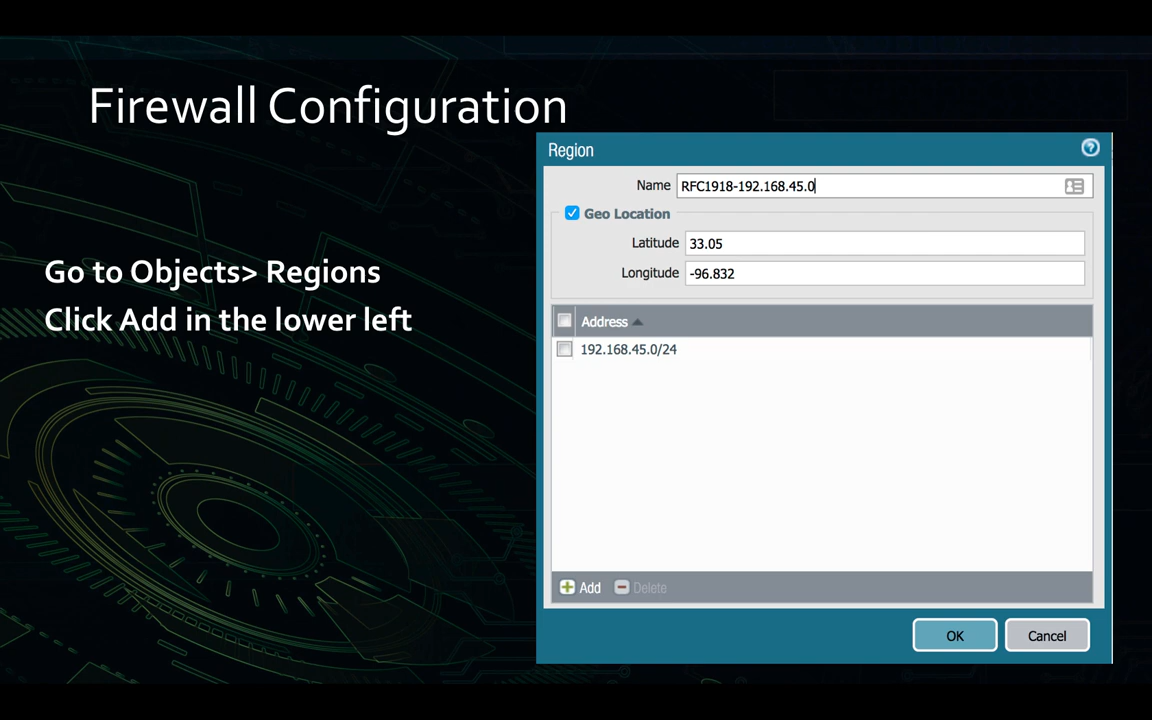 Firewall Configuration
Go to Objects> Regions
Click Add in the lower left
Region
Name RFC1918-192.168.45.0
Geo Location
Latitude 33.05
Longitude -96.832
Address
192.168.45.0/24
Add Delete
OK Cancel